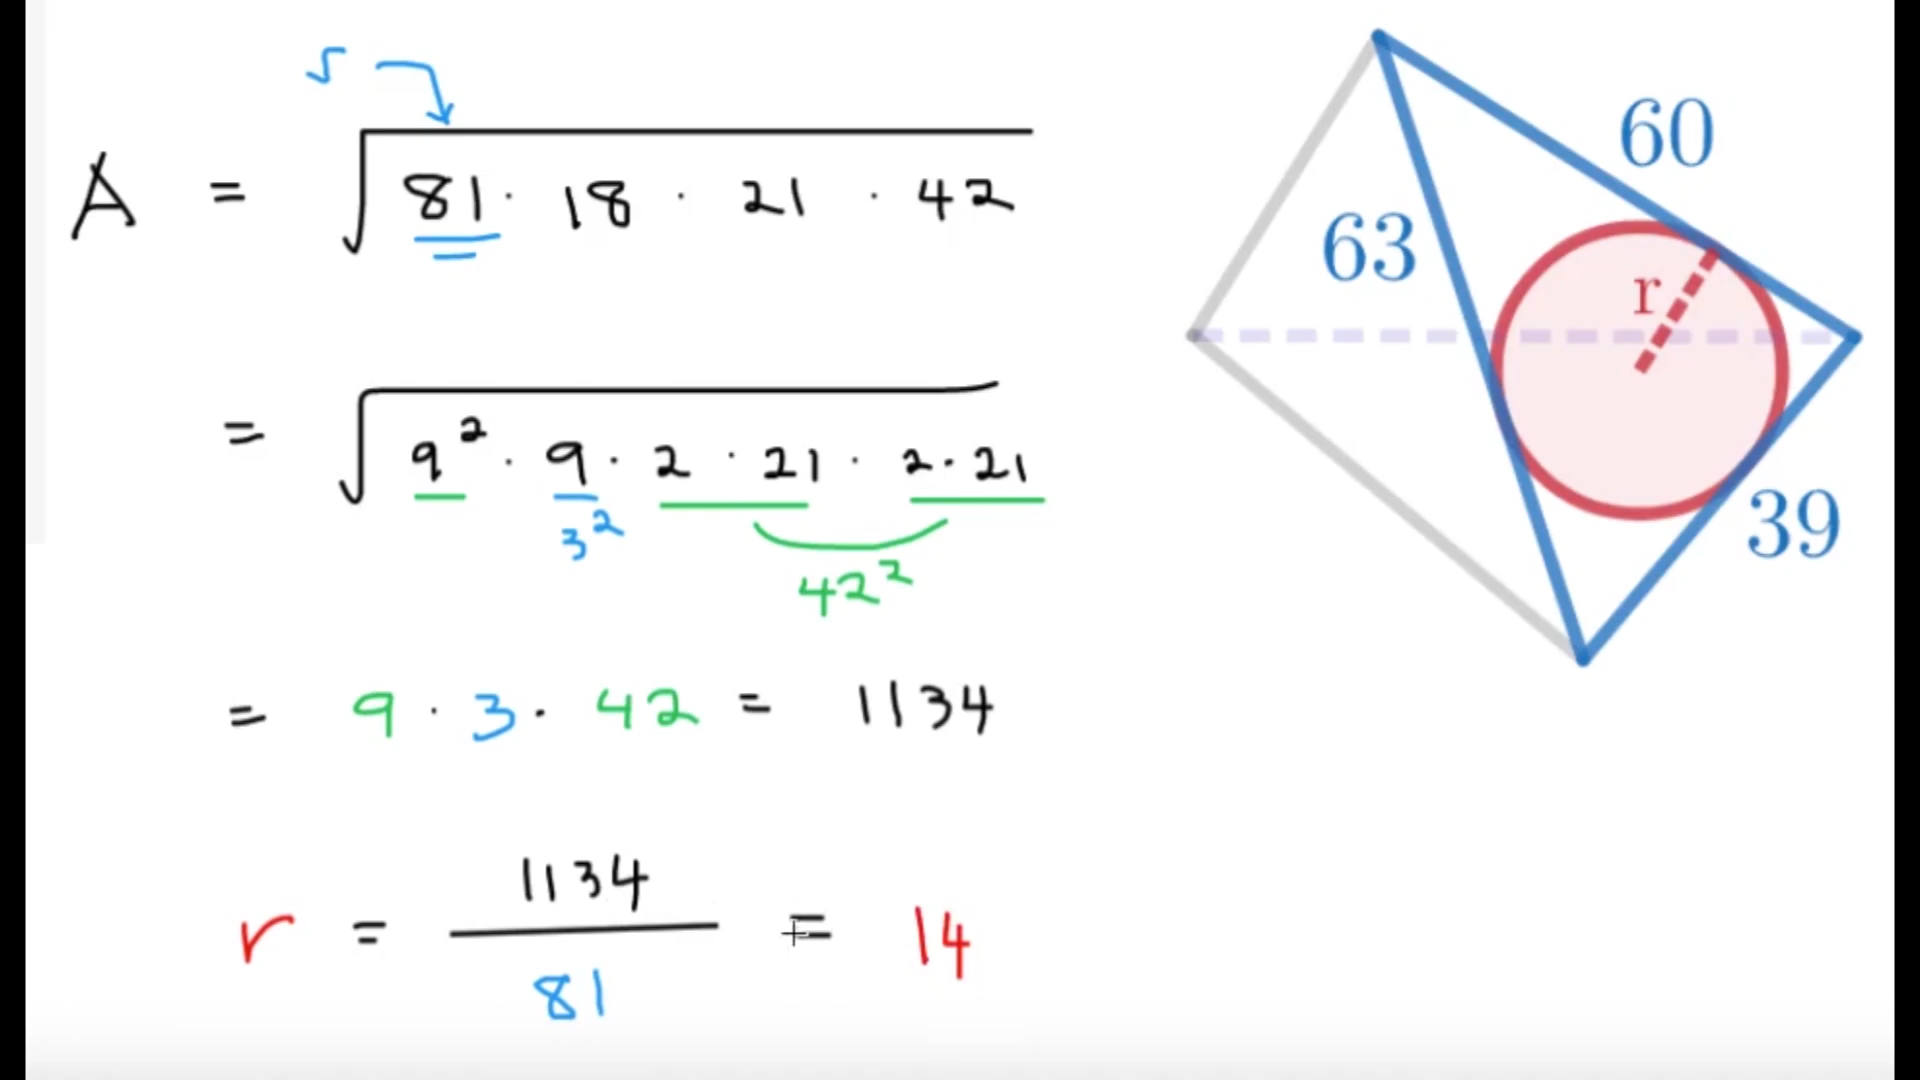 s
A = √81 · 18 · 21 · 42
= √9² · 9 · 2 · 21 · 2 · 21
3²
42²
= 9 · 3 · 42 = 1134
r = 1134 / 81 = 14
60
63
r
39